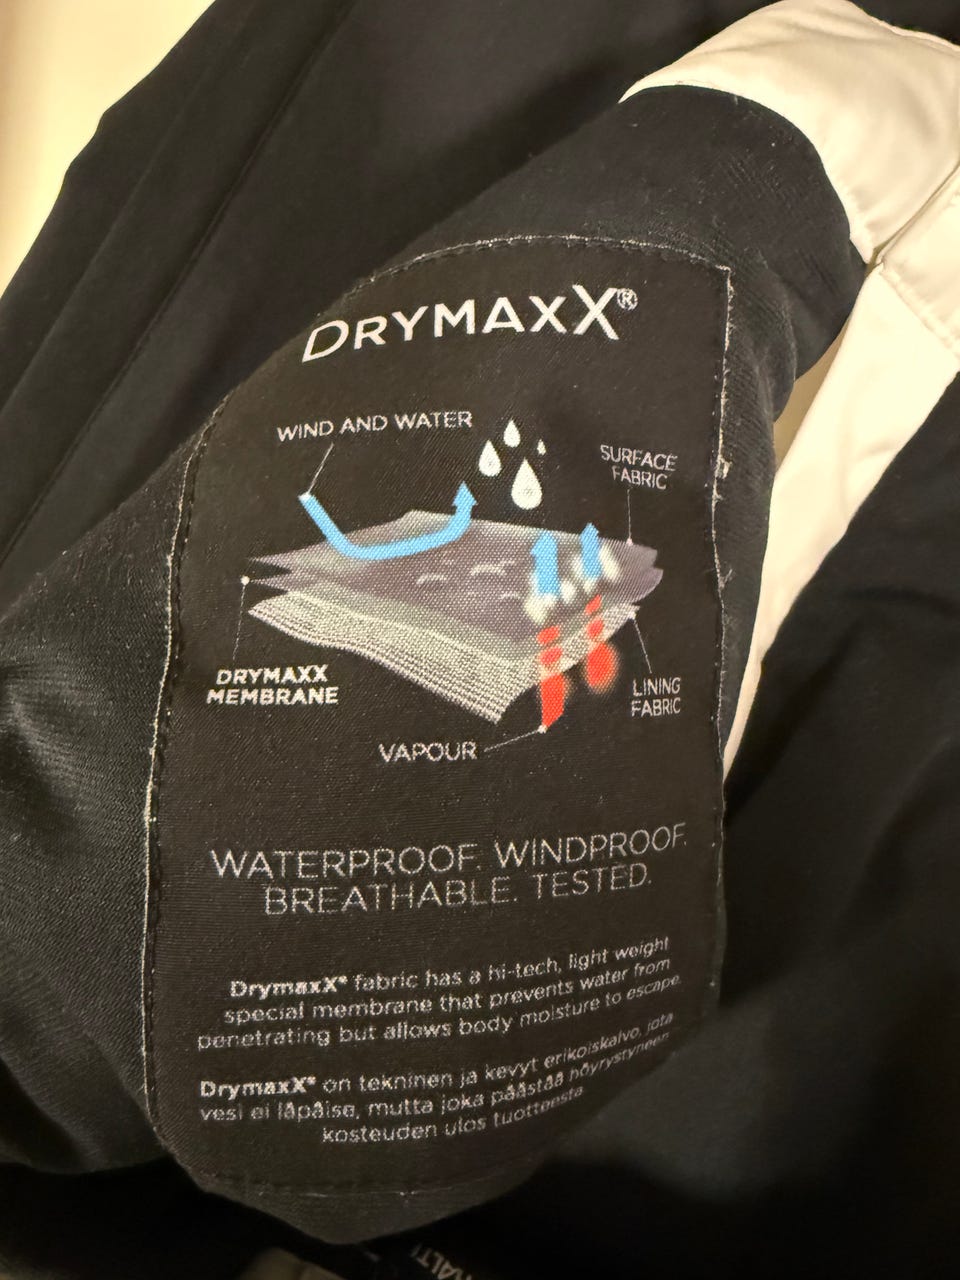 DRYMAXX®
WIND AND WATER
SURFACE
FABRIC
DRYMAXX
MEMBRANE
LINING
FABRIC
VAPOUR
WATERPROOF. WINDPROOF.
BREATHABLE. TESTED.
DrymaxX® fabric has a hi-tech, light weight
special membrane that prevents water from
penetrating but allows body moisture to escape.
DrymaxX® on tekninen ja kevyt erikoiskalvo, jota
vesi ei läpäise, mutta joka päästää höyrystyneen
kosteuden ulos tuotteesta